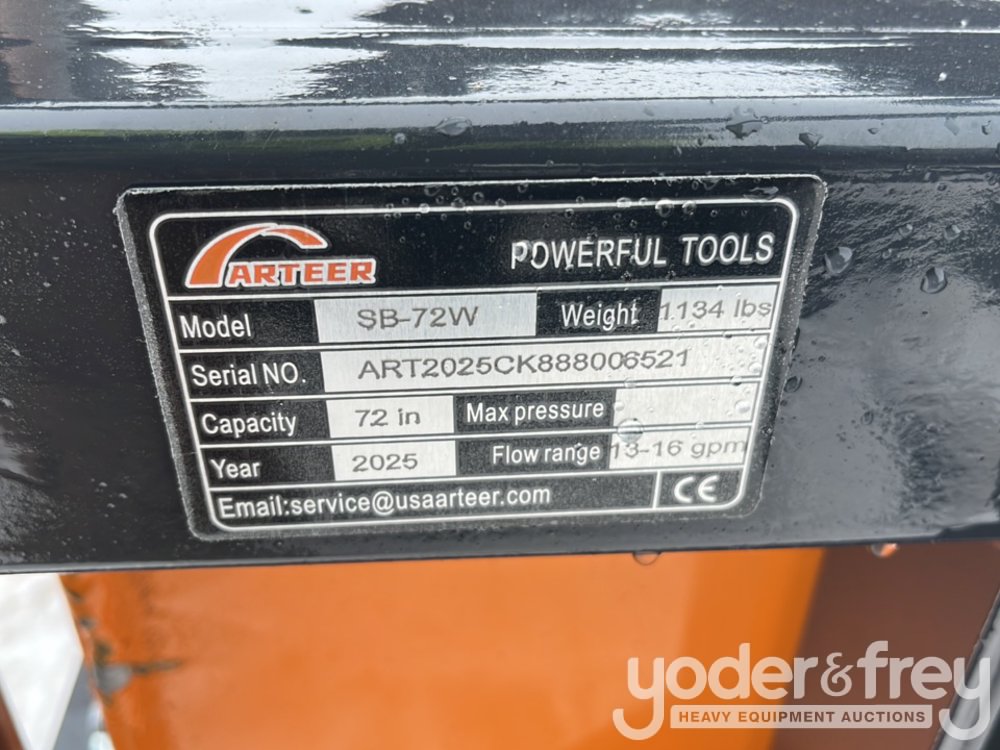 ARTEER POWERFUL TOOLS
Model SB-72W Weight 1134 lbs
Serial NO. ART2025CK888006521
Capacity 72 in Max pressure
Year 2025 Flow range 13-16 gpm
Email:service@usaarteer.com CE
yoder&frey
HEAVY EQUIPMENT AUCTIONS